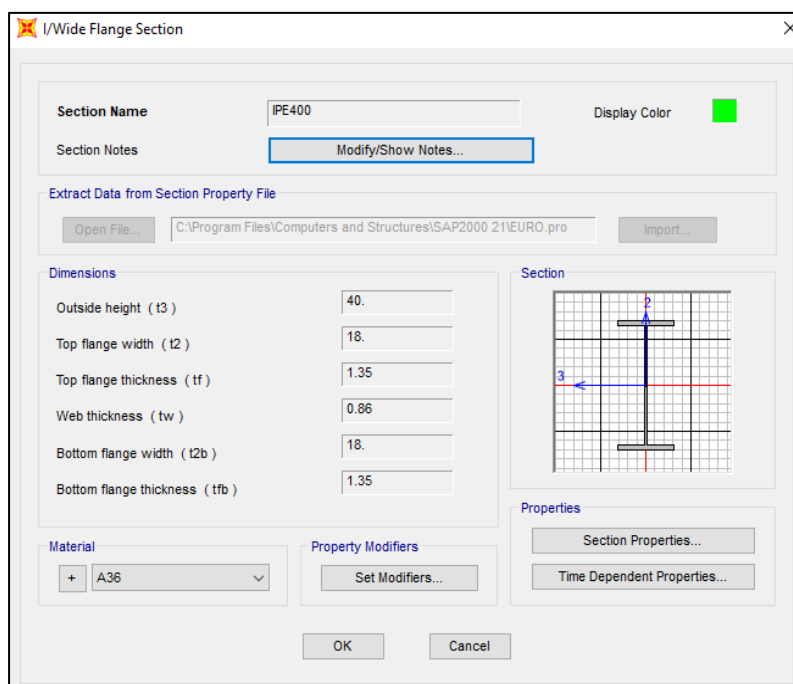 I/Wide Flange Section
Section Name IPE400 Display Color
Section Notes Modify/Show Notes...
Extract Data from Section Property File
Open File... C:\Program Files\Computers and Structures\SAP2000 21\EURO.pro Import...
Dimensions
Outside height ( t3 ) 40.
Top flange width ( t2 ) 18.
Top flange thickness ( tf ) 1.35
Web thickness ( tw ) 0.86
Bottom flange width ( t2b ) 18.
Bottom flange thickness ( tfb ) 1.35
Section
2
3
Properties
Section Properties...
Time Dependent Properties...
Material
+ A36
Property Modifiers
Set Modifiers...
OK Cancel